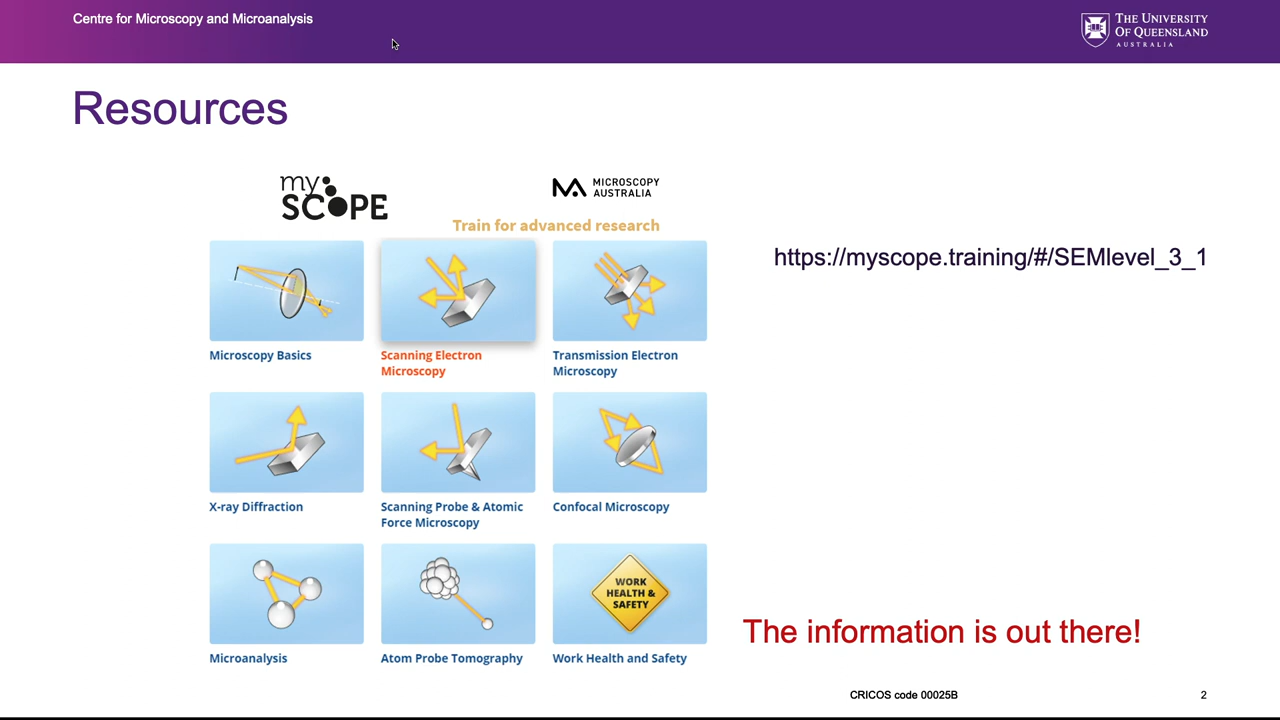 Centre for Microscopy and Microanalysis
THE UNIVERSITY
OF QUEENSLAND
AUSTRALIA
Resources
my
SCOPE
MICROSCOPY
AUSTRALIA
Train for advanced research
https://myscope.training/#/SEMlevel_3_1
Microscopy Basics
Scanning Electron
Microscopy
Transmission Electron
Microscopy
X-ray Diffraction
Scanning Probe & Atomic
Force Microscopy
Confocal Microscopy
WORK
HEALTH &
SAFETY
Microanalysis
Atom Probe Tomography
Work Health and Safety
The information is out there!
CRICOS code 00025B
2